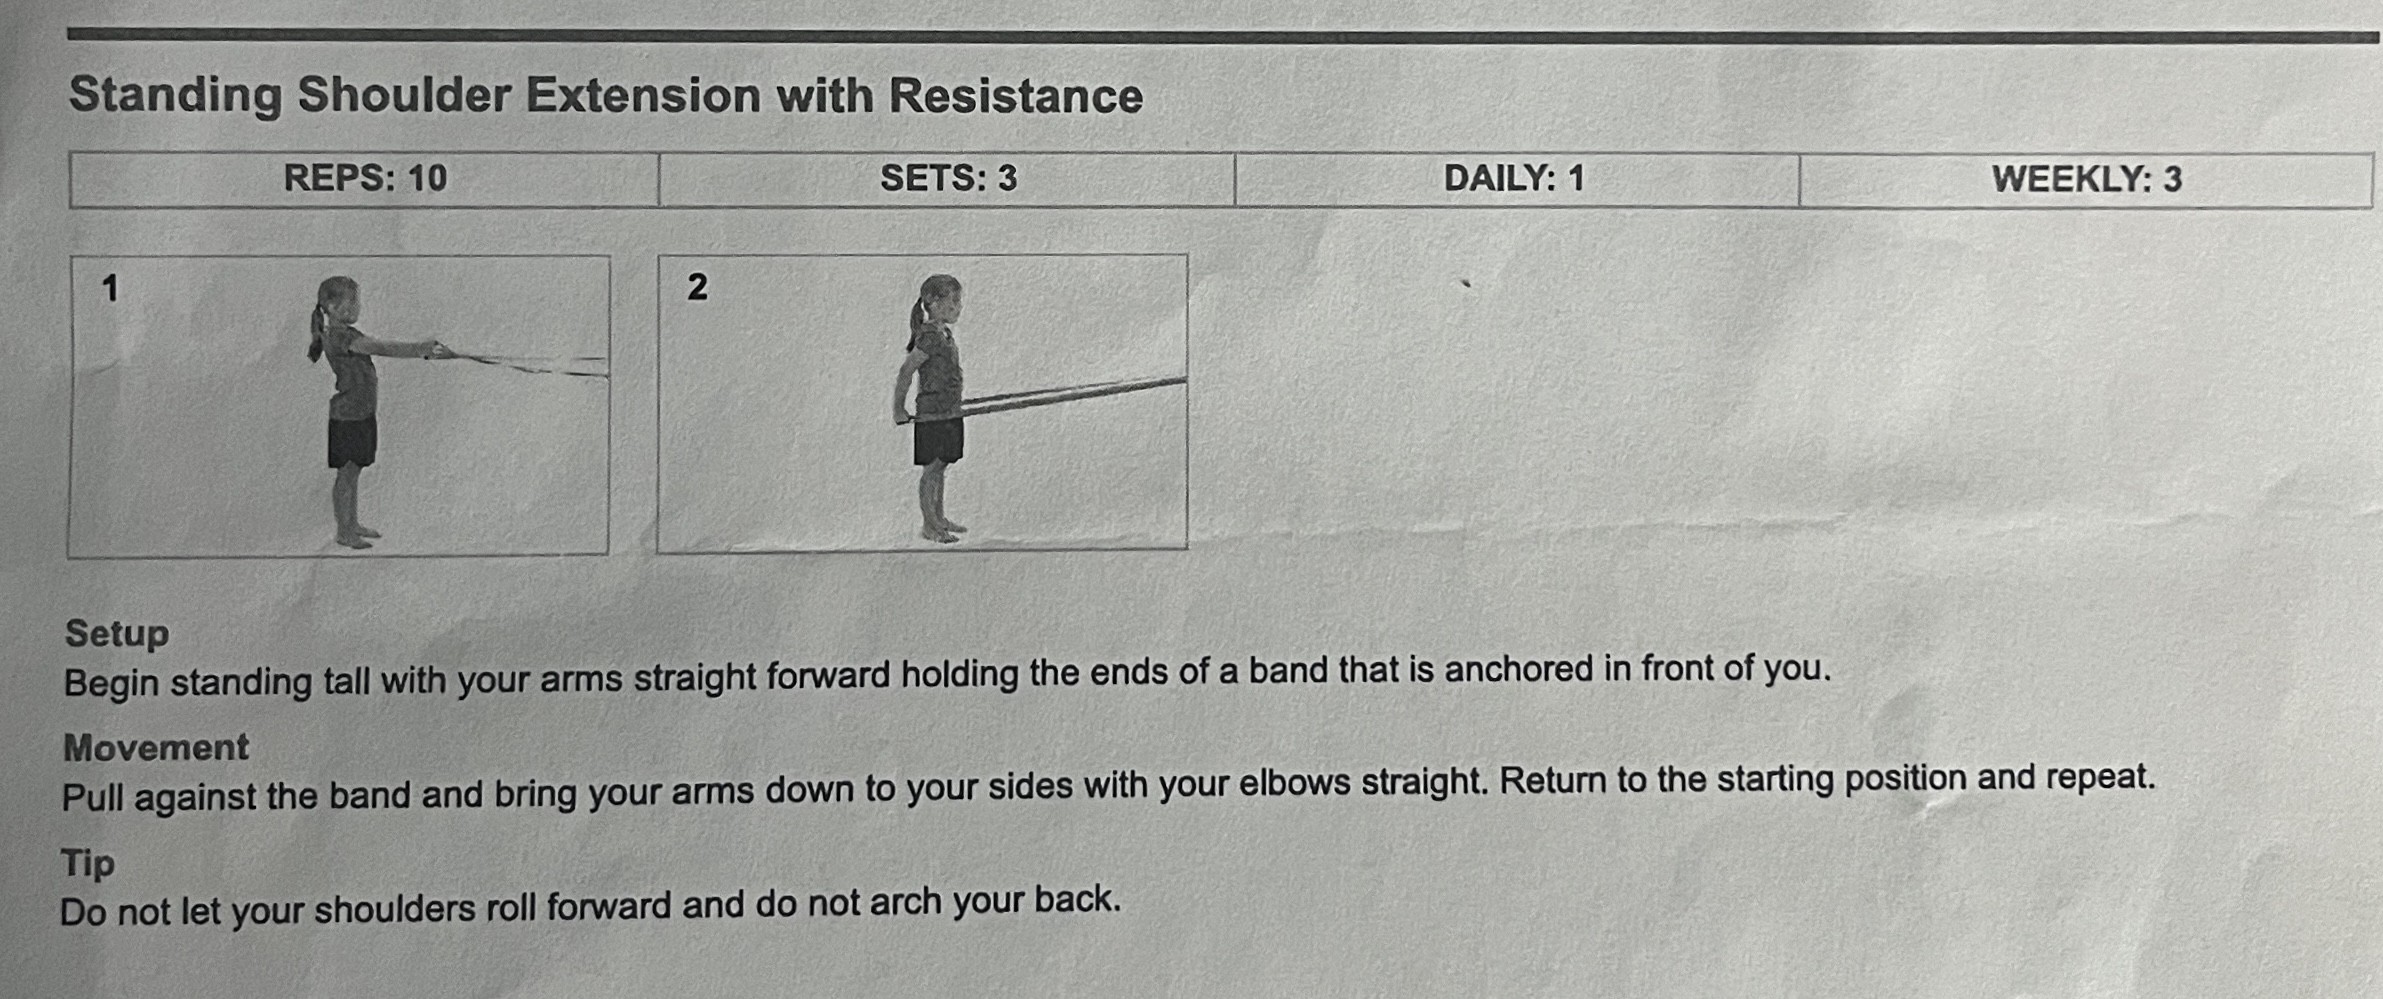 Standing Shoulder Extension with Resistance
REPS: 10 SETS: 3 DAILY: 1 WEEKLY: 3
1 2
Setup
Begin standing tall with your arms straight forward holding the ends of a band that is anchored in front of you.
Movement
Pull against the band and bring your arms down to your sides with your elbows straight. Return to the starting position and repeat.
Tip
Do not let your shoulders roll forward and do not arch your back.